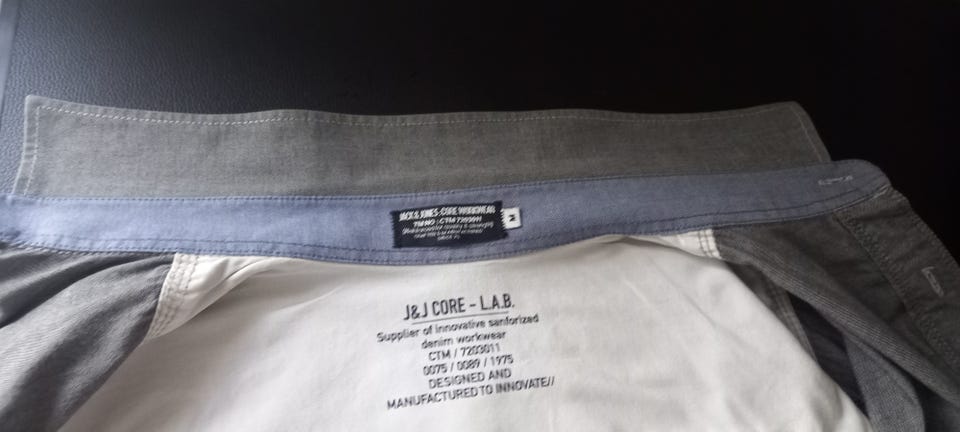 JACK & JONES CORE WORKWEAR
M
J&J CORE - L.A.B.
Supplier of innovative sanforized
denim workwear
CTM / 7203011
0075 / 0089 / 1975
DESIGNED AND
MANUFACTURED TO INNOVATE//